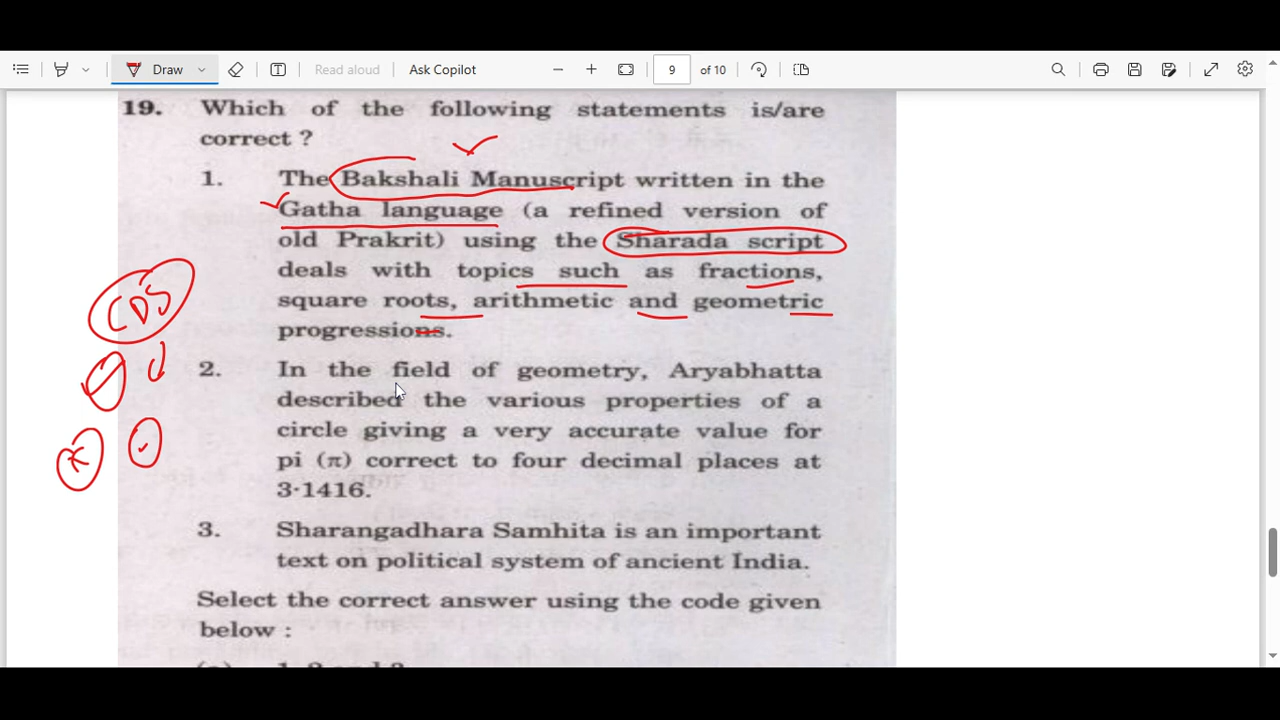 Draw
Read aloud
Ask Copilot
9 of 10
19. Which of the following statements is/are
correct ?
1. The Bakshali Manuscript written in the
Gatha language (a refined version of
old Prakrit) using the Sharada script
deals with topics such as fractions,
square roots, arithmetic and geometric
progressions.
CDS
2. In the field of geometry, Aryabhatta
described the various properties of a
circle giving a very accurate value for
pi (π) correct to four decimal places at
3·1416.
3. Sharangadhara Samhita is an important
text on political system of ancient India.
Select the correct answer using the code given
below :